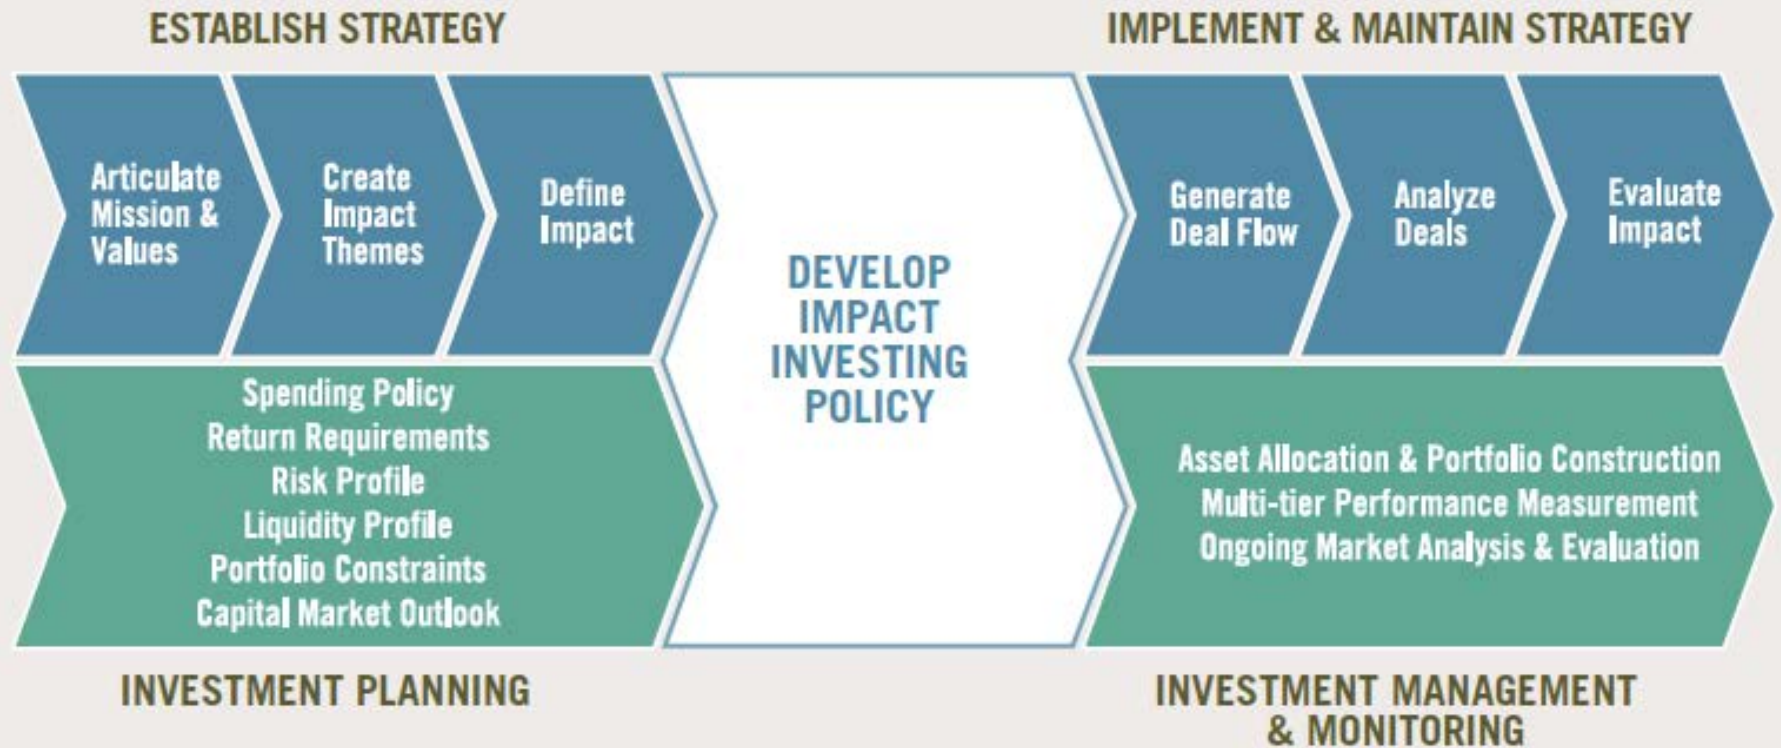 ESTABLISH STRATEGY
IMPLEMENT & MAINTAIN STRATEGY
Articulate
Mission &
Values
Create
Impact
Themes
Define
Impact
DEVELOP
IMPACT
INVESTING
POLICY
Generate
Deal Flow
Analyze
Deals
Evaluate
Impact
Spending Policy
Return Requirements
Risk Profile
Liquidity Profile
Portfolio Constraints
Capital Market Outlook
Asset Allocation & Portfolio Construction
Multi-tier Performance Measurement
Ongoing Market Analysis & Evaluation
INVESTMENT PLANNING
INVESTMENT MANAGEMENT
& MONITORING